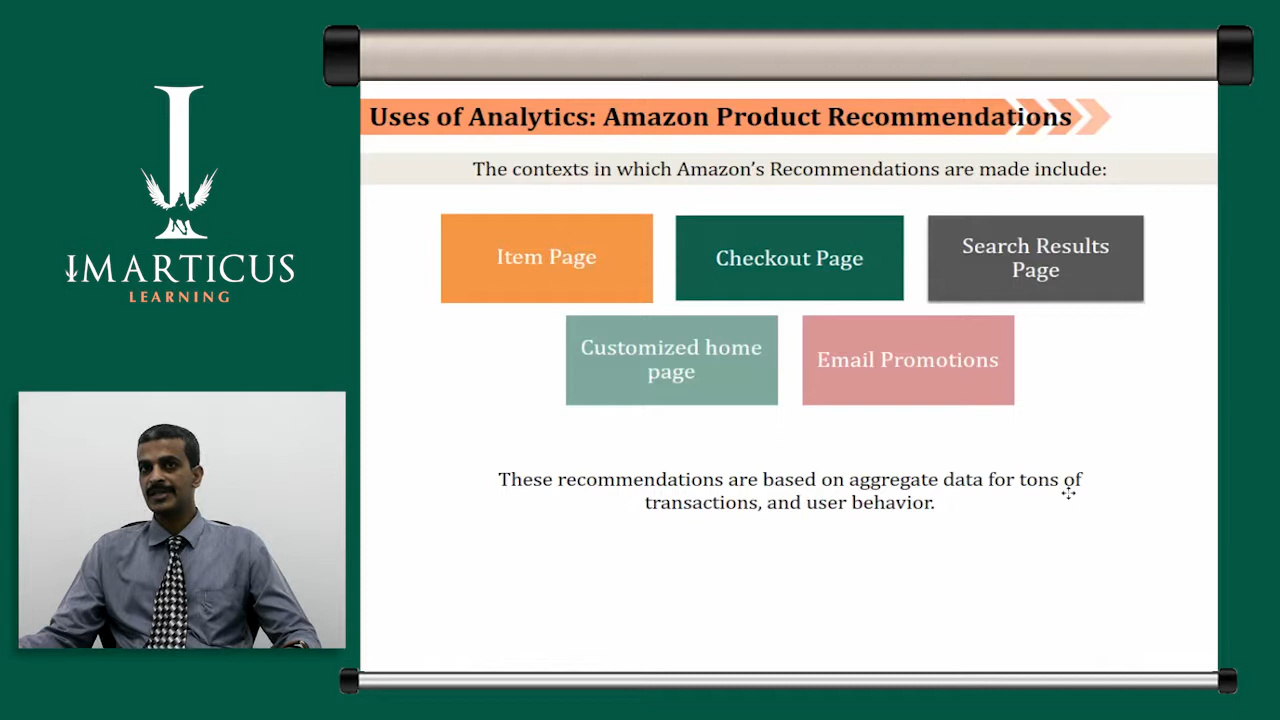 Uses of Analytics: Amazon Product Recommendations
The contexts in which Amazon's Recommendations are made include:
IMARTICUS
LEARNING
Item Page
Checkout Page
Search Results
Page
Customized home
page
Email Promotions
These recommendations are based on aggregate data for tons of
transactions, and user behavior.